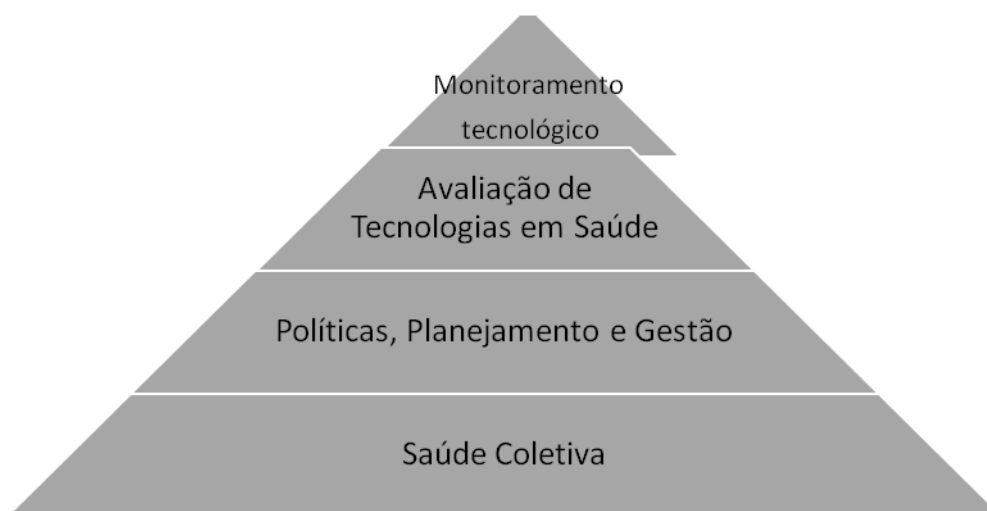 Monitoramento
tecnológico
Avaliação de
Tecnologias em Saúde
Políticas, Planejamento e Gestão
Saúde Coletiva